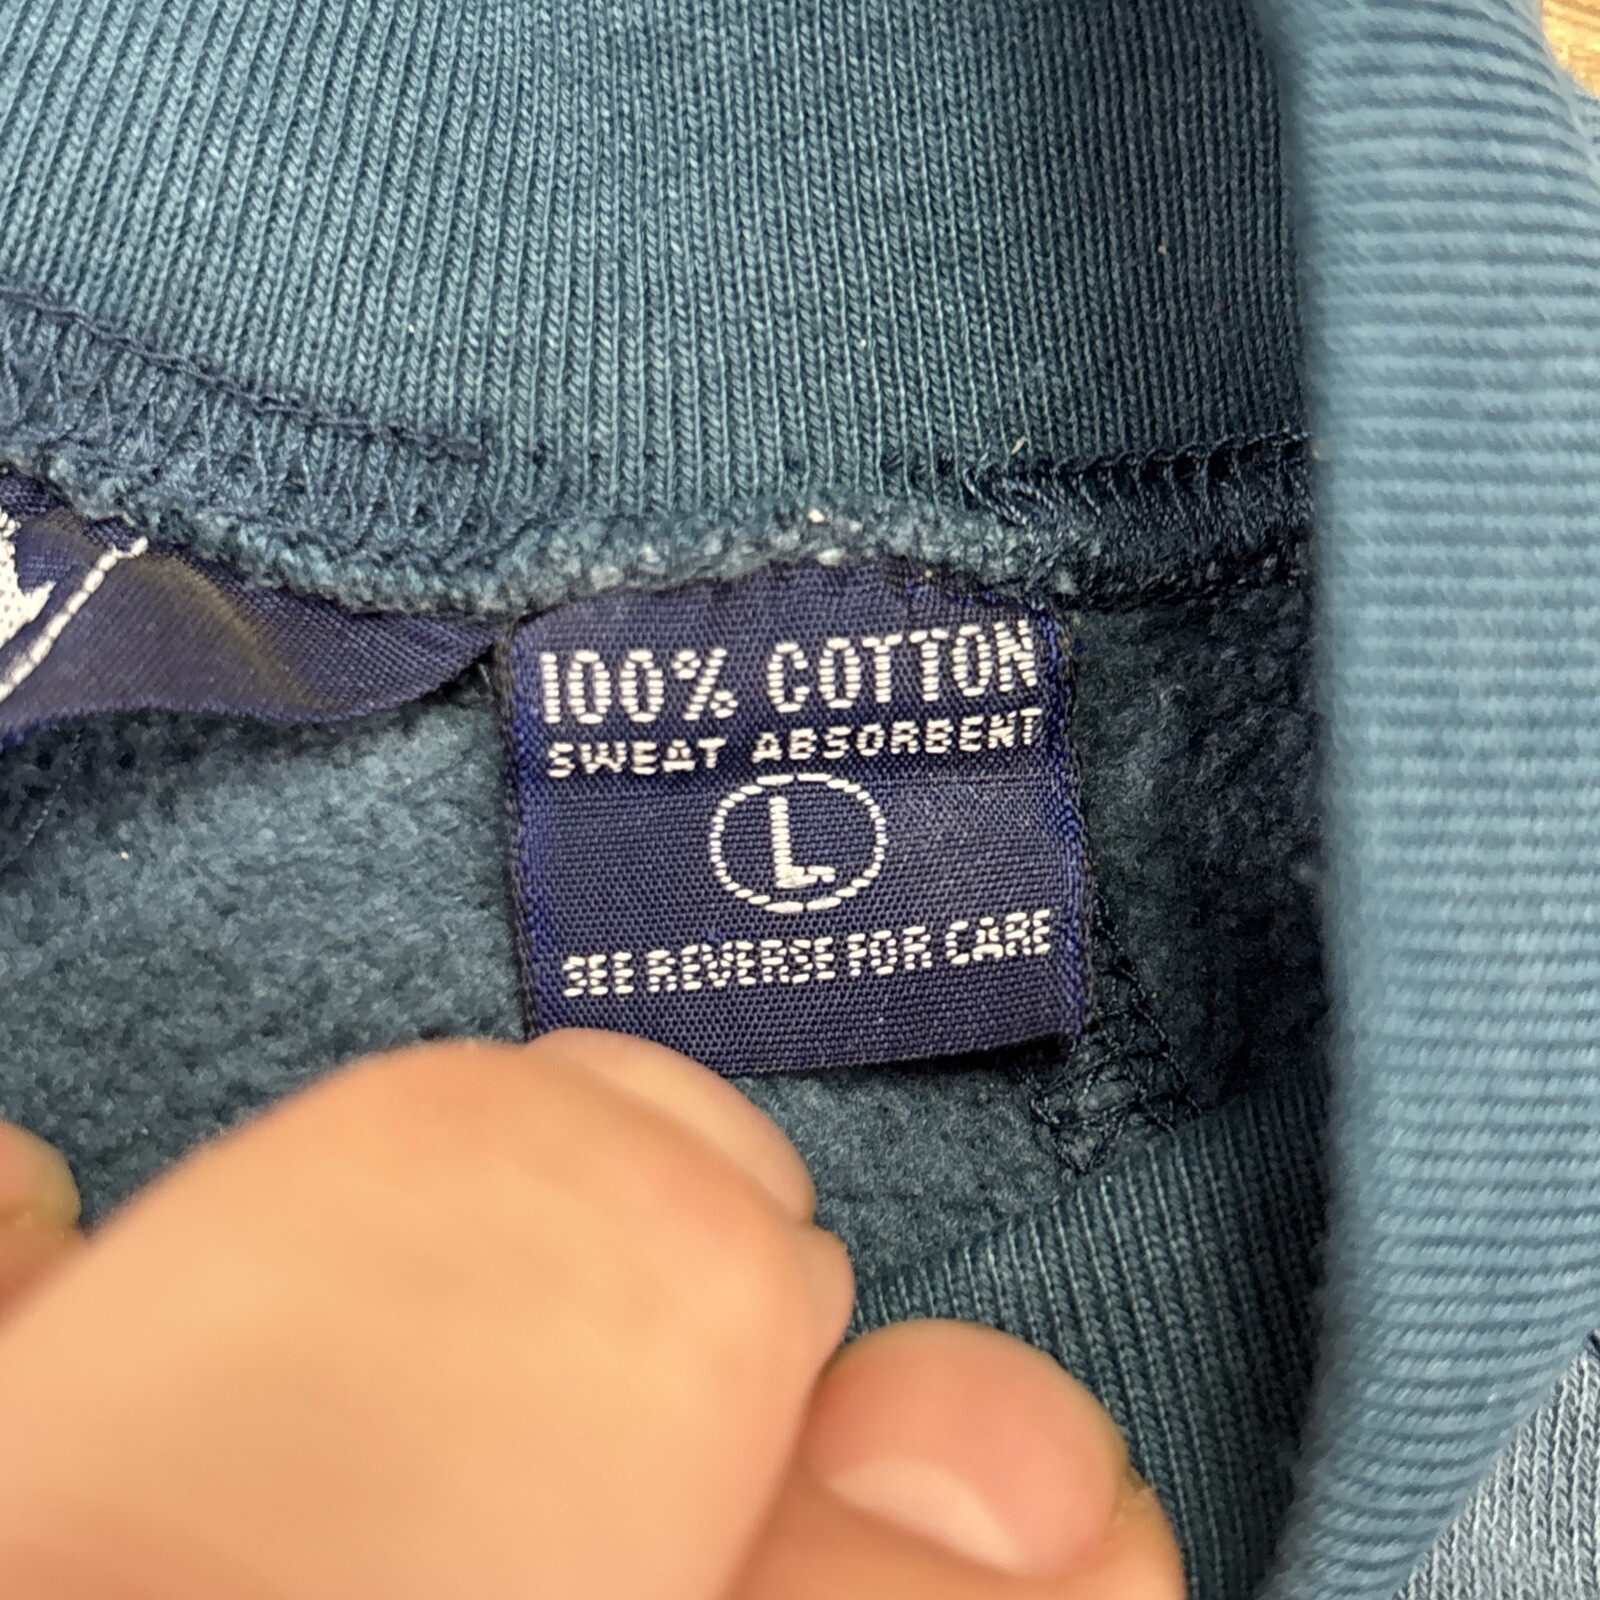 100% COTTON
SWEAT ABSORBENT
L
SEE REVERSE FOR CARE